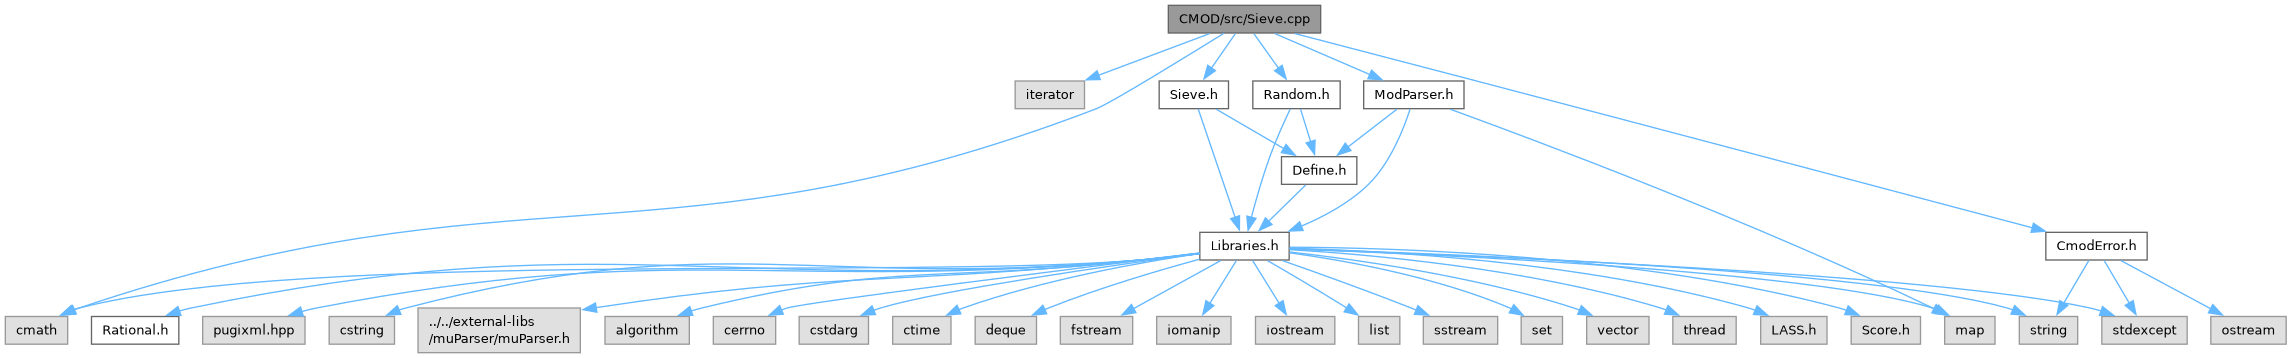 CMOD/src/Sieve.cpp
iterator
Sieve.h
Random.h
ModParser.h
Define.h
Libraries.h
CmodError.h
cmath
Rational.h
pugixml.hpp
cstring
../../external-libs
/muParser/muParser.h
algorithm
cerrno
cstdarg
ctime
deque
fstream
iomanip
iostream
list
sstream
set
vector
thread
LASS.h
Score.h
map
string
stdexcept
ostream